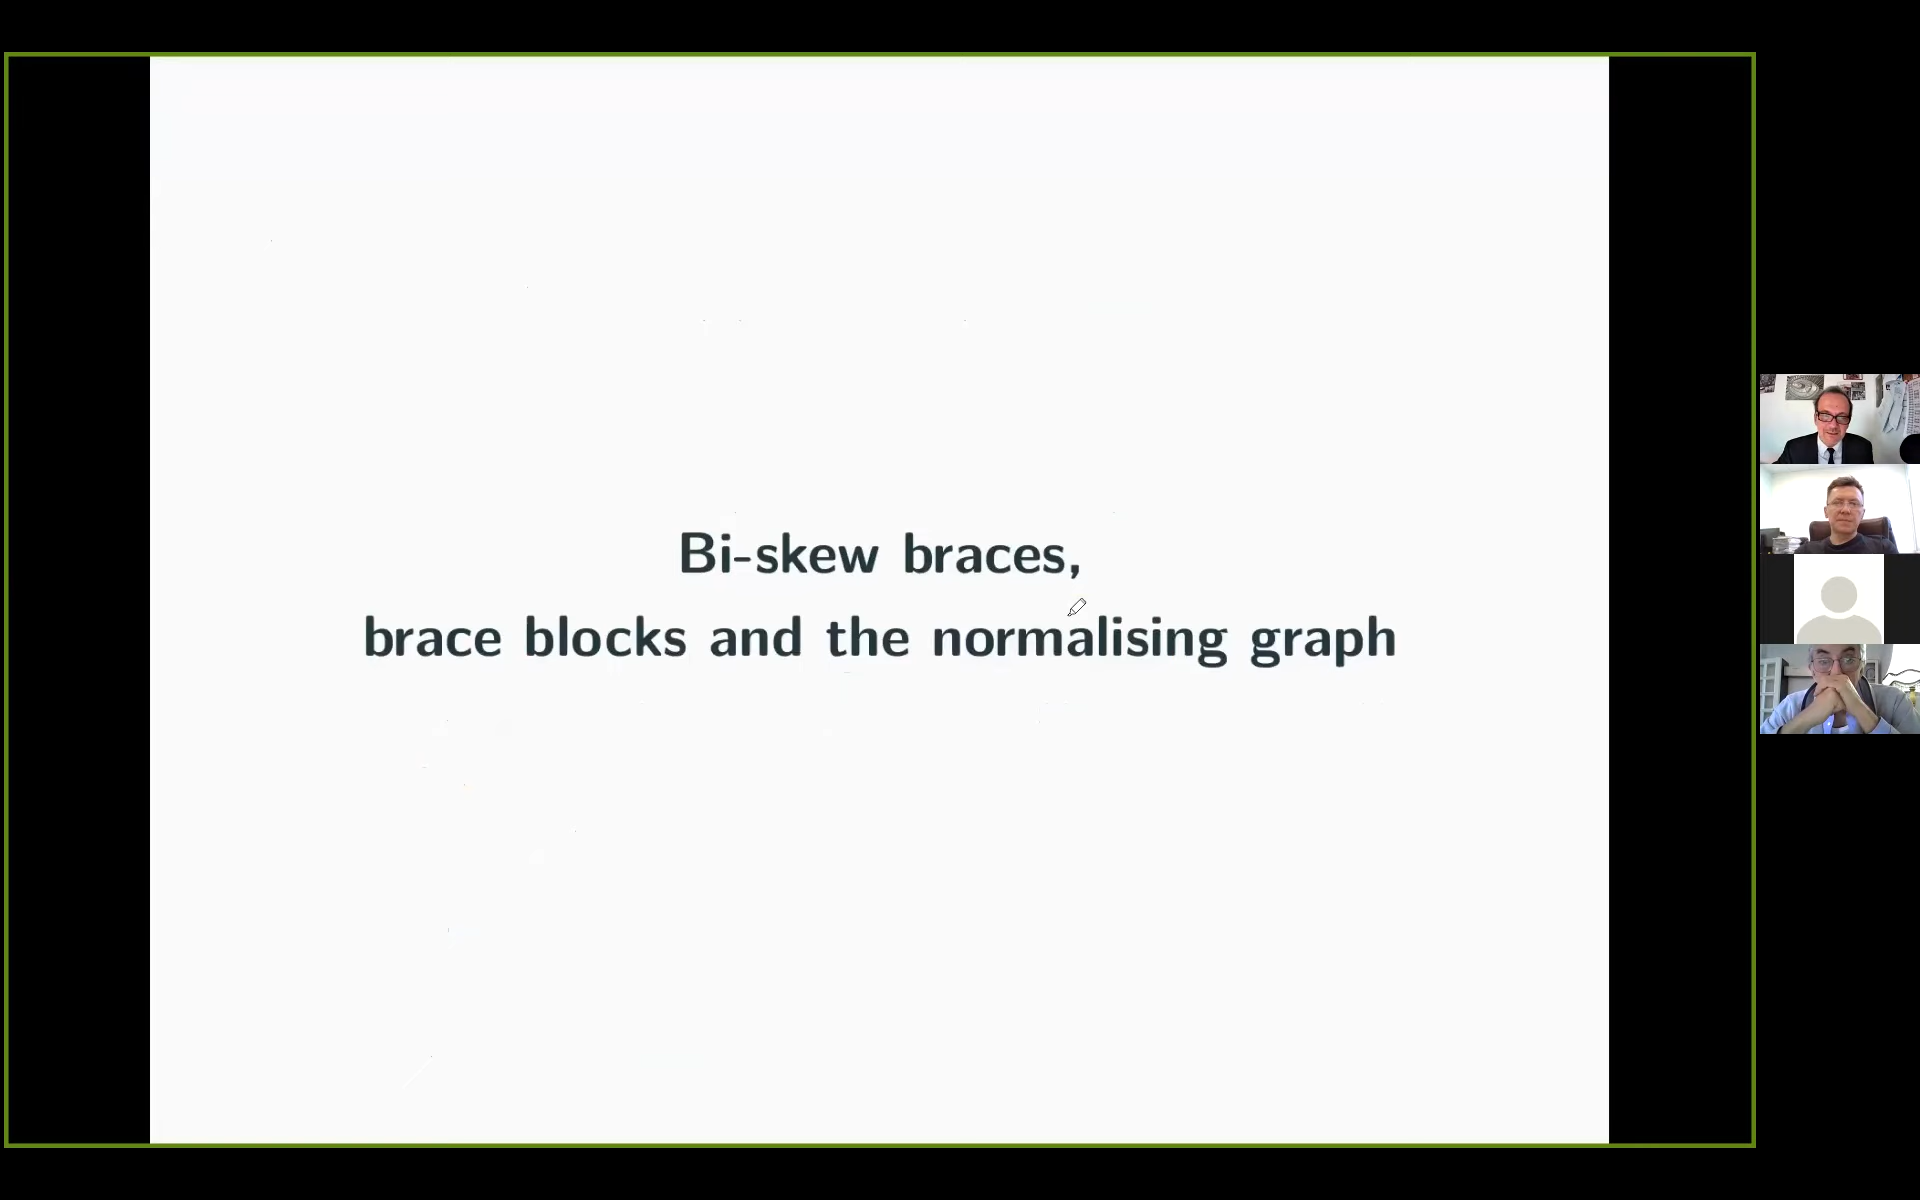 Bi-skew braces,
brace blocks and the normalising graph